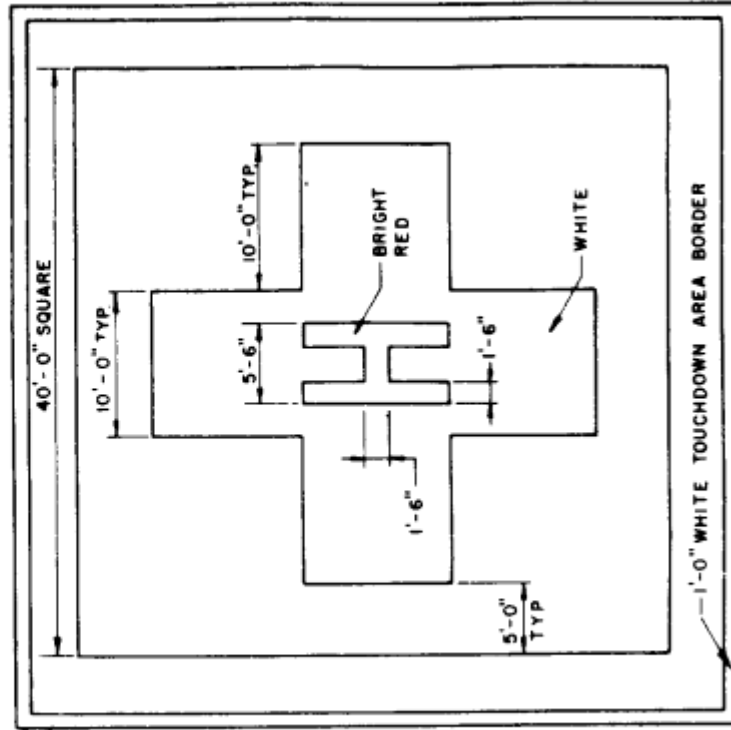 40'-0" SQUARE
10'-0" TYP
10'-0" TYP
5'-6"
BRIGHT
RED
WHITE
1'-6"
1'-6"
5'-0"
TYP
1'-0" WHITE TOUCHDOWN AREA BORDER
H